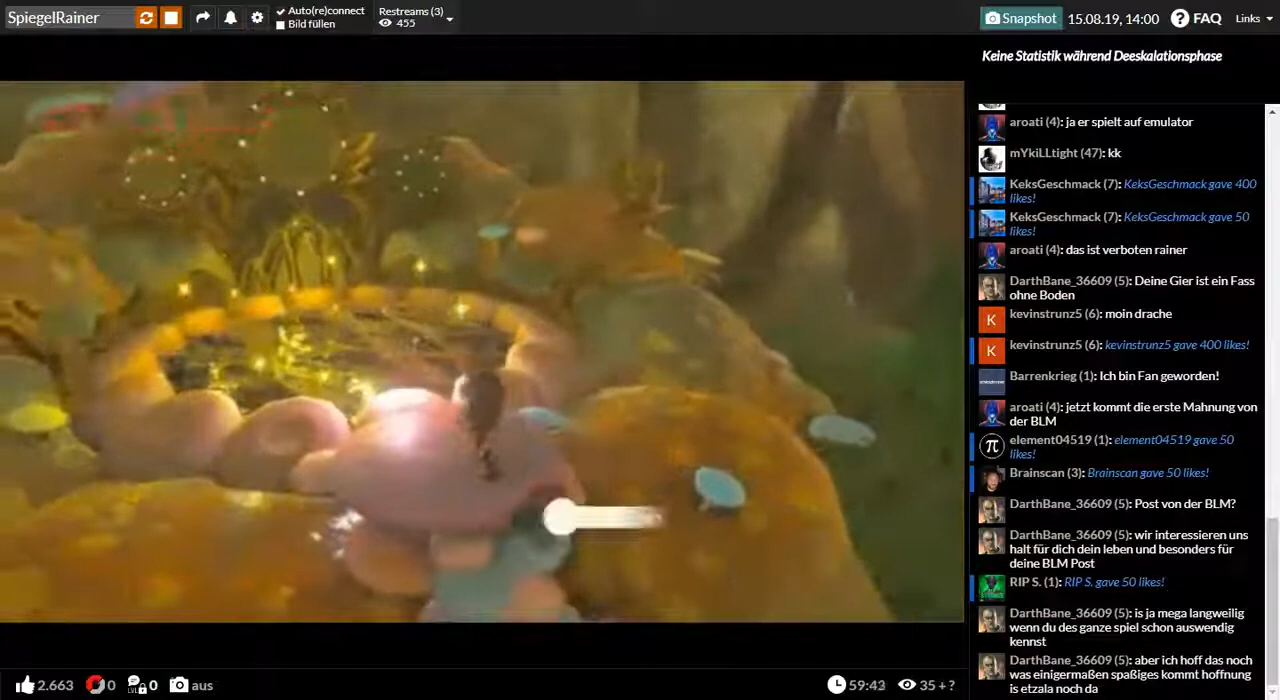 SpiegelRainer
Auto(re)connect
Bild füllen
Restreams (3)
455
Snapshot
15.08.19, 14:00
? FAQ
Links
Keine Statistik während Deeskalationsphase
aroati (4): ja er spielt auf emulator
mYkiLLtight (47): kk
KeksGeschmack (7): KeksGeschmack gave 400
likes!
KeksGeschmack (7): KeksGeschmack gave 50
likes!
aroati (4): das ist verboten rainer
DarthBane_36609 (5): Deine Gier ist ein Fass
ohne Boden
K
kevinstrunz5 (6): moin drache
K
kevinstrunz5 (6): kevinstrunz5 gave 400 likes!
Barrenkrieg (1): Ich bin Fan geworden!
aroati (4): jetzt kommt die erste Mahnung von
der BLM
π
element04519 (1): element04519 gave 50
likes!
Brainscan (3): Brainscan gave 50 likes!
DarthBane_36609 (5): Post von der BLM?
DarthBane_36609 (5): wir interessieren uns
halt für dich dein leben und besonders für
deine BLM Post
RIP S. (1): RIP S. gave 50 likes!
DarthBane_36609 (5): is ja mega langweilig
wenn du des ganze spiel schon auswendig
kennst
DarthBane_36609 (5): aber ich hoff das noch
was einigermaßen spaßiges kommt hoffnung
is etzala noch da
2.663
0
LVL
0
aus
59:43
35 + ?